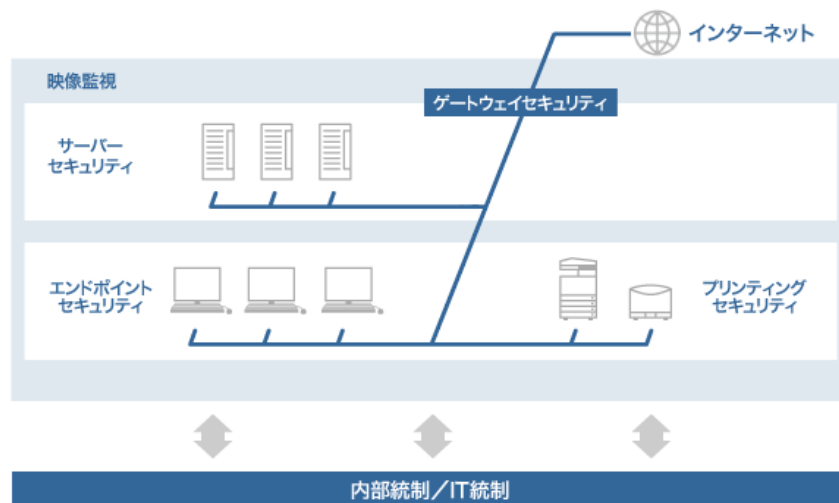 インターネット
映像監視
ゲートウェイセキュリティ
サーバー
セキュリティ
エンドポイント
セキュリティ
プリンティング
セキュリティ
内部統制/IT統制